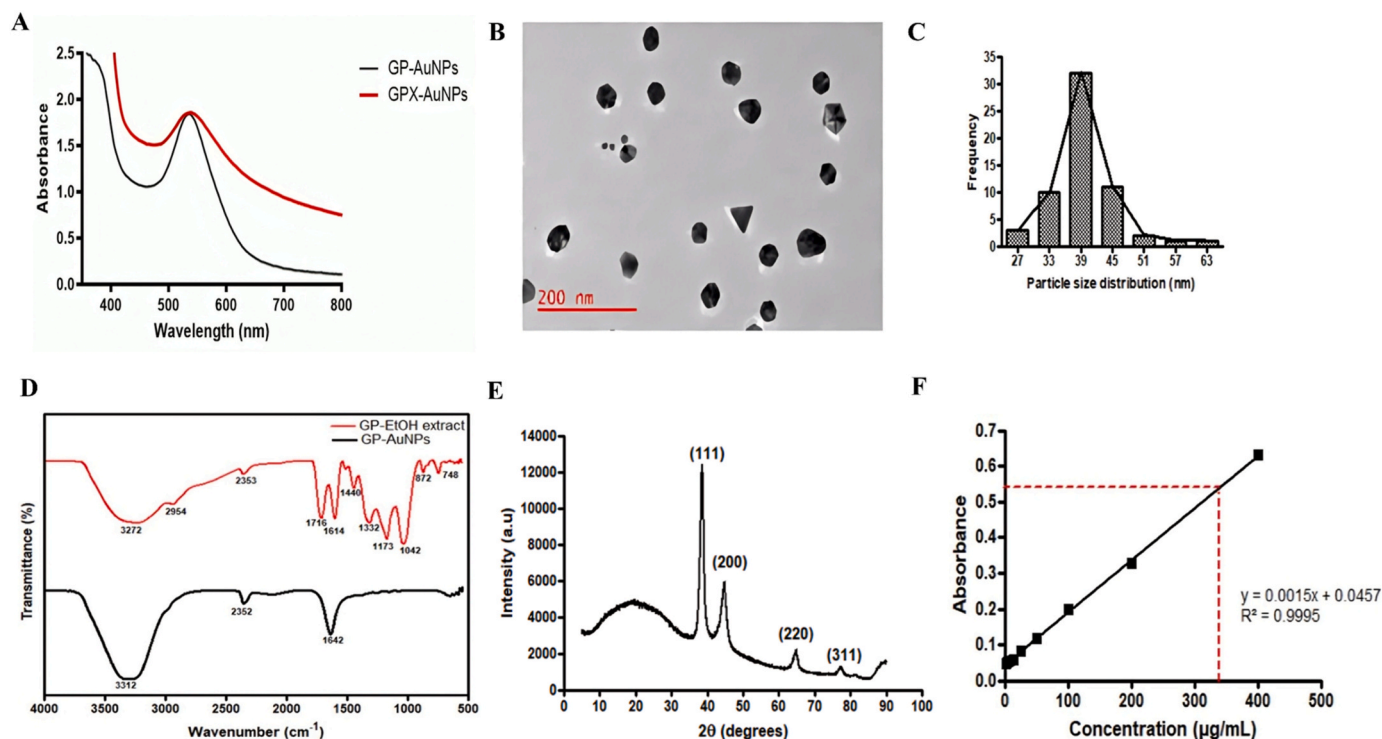 A
2.5
2.0
1.5
1.0
0.5
0.0
400 500 600 700 800
Absorbance
Wavelength (nm)
GP-AuNPs
GPX-AuNPs
B
200 nm
C
35
30
25
20
15
10
5
0
27 33 39 45 51 57 63
Frequency
Particle size distribution (nm)
D
GP-EtOH extract
GP-AuNPs
3272
2954
2353
1716
1614
1440
1332
1173
1042
872
748
3312
2352
1642
4000 3500 3000 2500 2000 1500 1000 500
Transmittance (%)
Wavenumber (cm⁻¹)
E
14000
12000
10000
8000
6000
4000
2000
0
0 10 20 30 40 50 60 70 80 90 100
Intensity (a.u)
2θ (degrees)
(111)
(200)
(220)
(311)
F
0.7
0.6
0.5
0.4
0.3
0.2
0.1
0.0
0 100 200 300 400 500
Absorbance
Concentration (µg/mL)
y = 0.0015x + 0.0457
R² = 0.9995